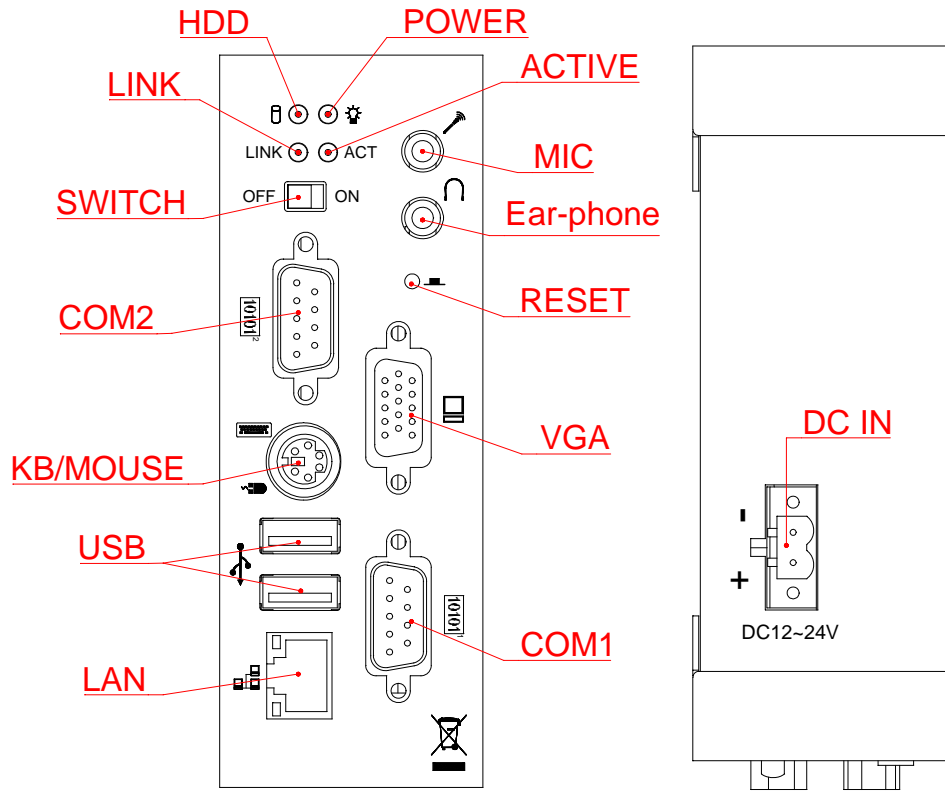 HDD
POWER
LINK
ACTIVE
LINK
ACT
MIC
SWITCH
OFF
ON
Ear-phone
COM2
10101
2
RESET
VGA
KB/MOUSE
USB
COM1
10101
1
LAN
DC IN
-
+
DC12~24V